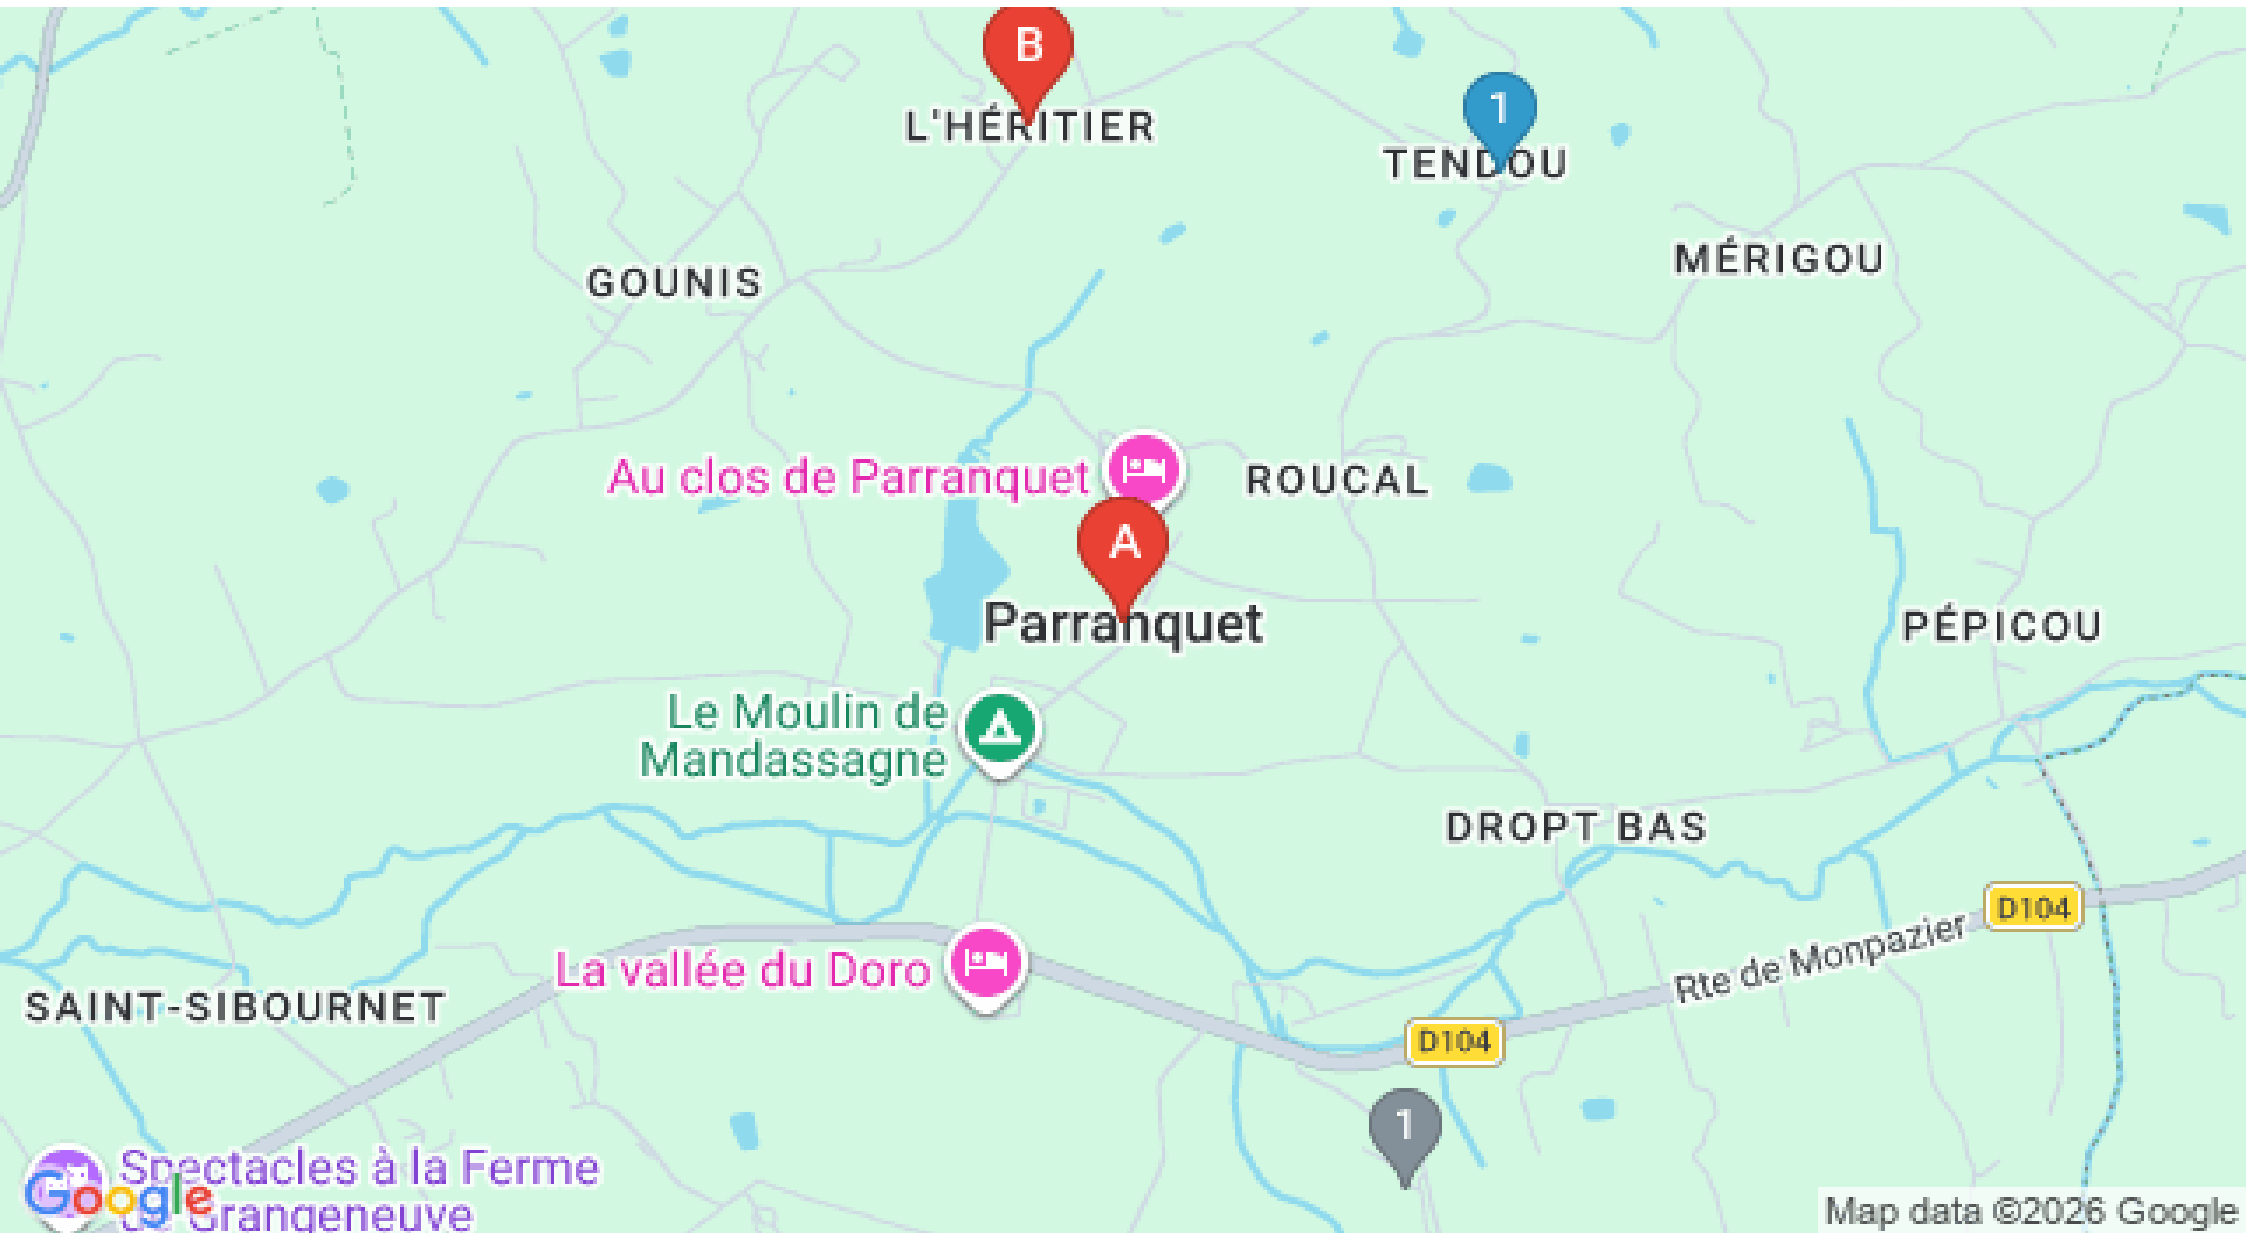 B
L'HÉRITIER
1
TENDOU
MÉRIGOU
GOUNIS
Au clos de Parranquet
ROUCAL
A
Parranquet
PÉPICOU
Le Moulin de
Mandassagne
DROPT BAS
D104
Rte de Monpazier
La vallée du Doro
SAINT-SIBOURNET
D104
1
Spectacles à la Ferme
de Grangeneuve
Google
Map data ©2026 Google